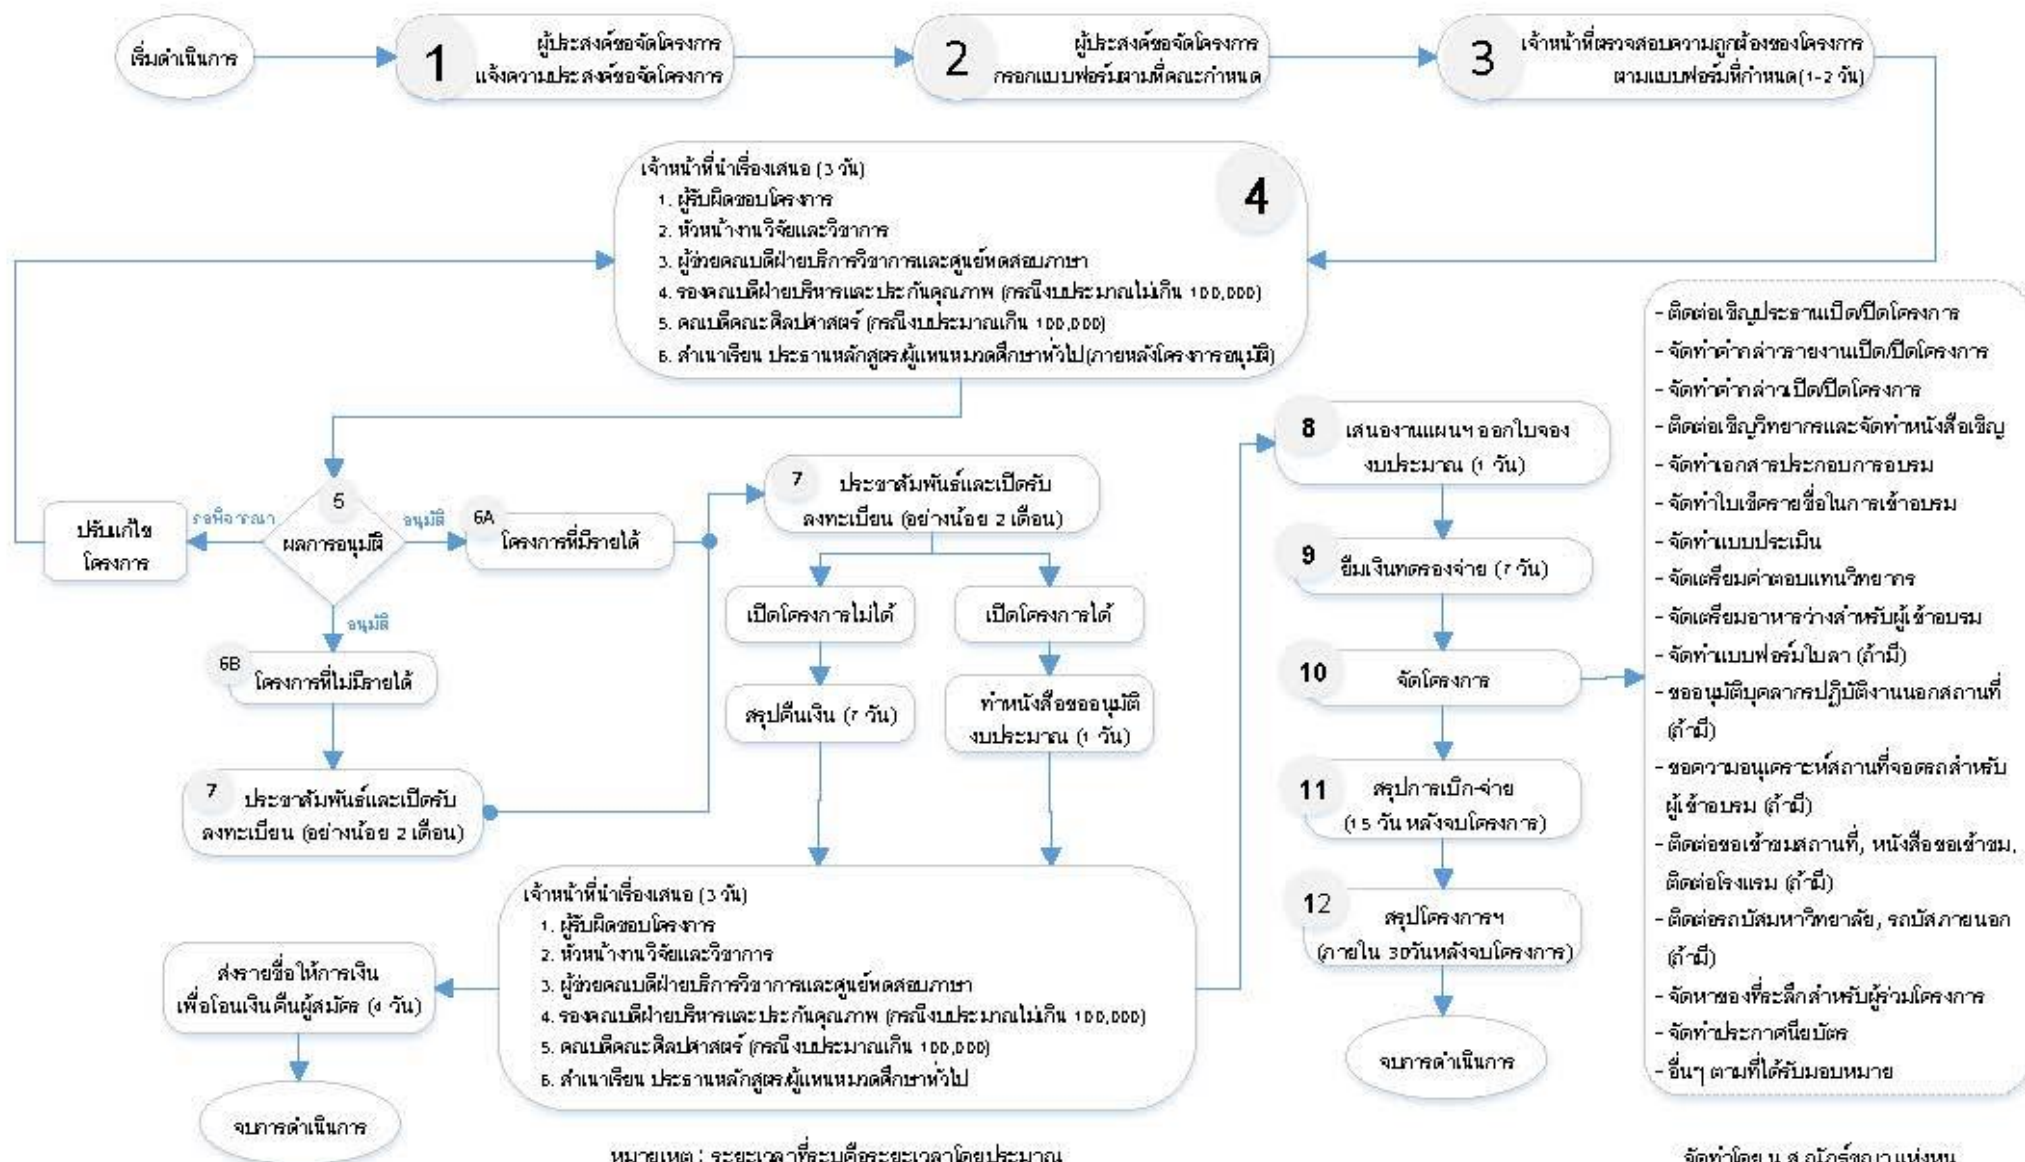 เริ่มดำเนินการ
1
ผู้ประสงค์ขอจัดโครงการ
แจ้งความประสงค์ขอจัดโครงการ
2
ผู้ประสงค์ขอจัดโครงการ
กรอกแบบฟอร์มตามที่คณะกำหนด
3
เจ้าหน้าที่ตรวจสอบความถูกต้องของโครงการ
ตามแบบฟอร์มที่กำหนด(1-2 วัน)
4
เจ้าหน้าที่นำเรื่องเสนอ (3 วัน)
1. ผู้รับผิดชอบโครงการ
2. หัวหน้างานวิจัยและวิชาการ
3. ผู้ช่วยคณบดีฝ่ายบริการวิชาการและศูนย์ทดสอบภาษา
4. รองคณบดีฝ่ายบริหารและประกันคุณภาพ (กรณีงบประมาณไม่เกิน 100,000)
5. คณบดีคณะศิลปศาสตร์ (กรณีงบประมาณเกิน 100,000)
6. สำเนาเรียน ประธานหลักสูตร/ผู้แทนหมวดศึกษาทั่วไป(ภายหลังโครงการอนุมัติ)
5
ผลการอนุมัติ
รอพิจารณา
ปรับแก้ไข
โครงการ
อนุมัติ
6A
โครงการที่มีรายได้
อนุมัติ
6B
โครงการที่ไม่มีรายได้
7
ประชาสัมพันธ์และเปิดรับ
ลงทะเบียน (อย่างน้อย 2 เดือน)
7
ประชาสัมพันธ์และเปิดรับ
ลงทะเบียน (อย่างน้อย 2 เดือน)
เปิดโครงการไม่ได้
เปิดโครงการได้
สรุปคืนเงิน (7 วัน)
ทำหนังสือขออนุมัติ
งบประมาณ (1 วัน)
เจ้าหน้าที่นำเรื่องเสนอ (3 วัน)
1. ผู้รับผิดชอบโครงการ
2. หัวหน้างานวิจัยและวิชาการ
3. ผู้ช่วยคณบดีฝ่ายบริการวิชาการและศูนย์ทดสอบภาษา
4. รองคณบดีฝ่ายบริหารและประกันคุณภาพ (กรณีงบประมาณไม่เกิน 100,000)
5. คณบดีคณะศิลปศาสตร์ (กรณีงบประมาณเกิน 100,000)
6. สำเนาเรียน ประธานหลักสูตร/ผู้แทนหมวดศึกษาทั่วไป
ส่งรายชื่อให้การเงิน
เพื่อโอนเงินคืนผู้สมัคร (4 วัน)
จบการดำเนินการ
8
เสนองานแผนฯ ออกใบจอง
งบประมาณ (1 วัน)
9
ยืมเงินทดรองจ่าย (7 วัน)
10
จัดโครงการ
11
สรุปการเบิก-จ่าย
(15 วัน หลังจบโครงการ)
12
สรุปโครงการฯ
(ภายใน 30วันหลังจบโครงการ)
จบการดำเนินการ
- ติดต่อเชิญประธานเปิด/ปิดโครงการ
- จัดทำคำกล่าวรายงานเปิด/ปิดโครงการ
- จัดทำคำกล่าวเปิด/ปิดโครงการ
- ติดต่อเชิญวิทยากรและจัดทำหนังสือเชิญ
- จัดทำเอกสารประกอบการอบรม
- จัดทำใบเช็ครายชื่อในการเข้าอบรม
- จัดทำแบบประเมิน
- จัดเตรียมค่าตอบแทนวิทยากร
- จัดเตรียมอาหารว่างสำหรับผู้เข้าอบรม
- จัดทำแบบฟอร์มใบลา (ถ้ามี)
- ขออนุมัติบุคลากรปฏิบัติงานนอกสถานที่
(ถ้ามี)
- ขอความอนุเคราะห์สถานที่จอดรถสำหรับ
ผู้เข้าอบรม (ถ้ามี)
- ติดต่อขอเข้าชมสถานที่, หนังสือขอเข้าชม,
ติดต่อโรงแรม (ถ้ามี)
- ติดต่อรถบัสมหาวิทยาลัย, รถบัสภายนอก
(ถ้ามี)
- จัดหาของที่ระลึกสำหรับผู้ร่วมโครงการ
- จัดทำประกาศนียบัตร
- อื่นๆ ตามที่ได้รับมอบหมาย
หมายเหตุ : ระยะเวลาที่ระบุคือระยะเวลาโดยประมาณ
จัดทำโดย น.ส.